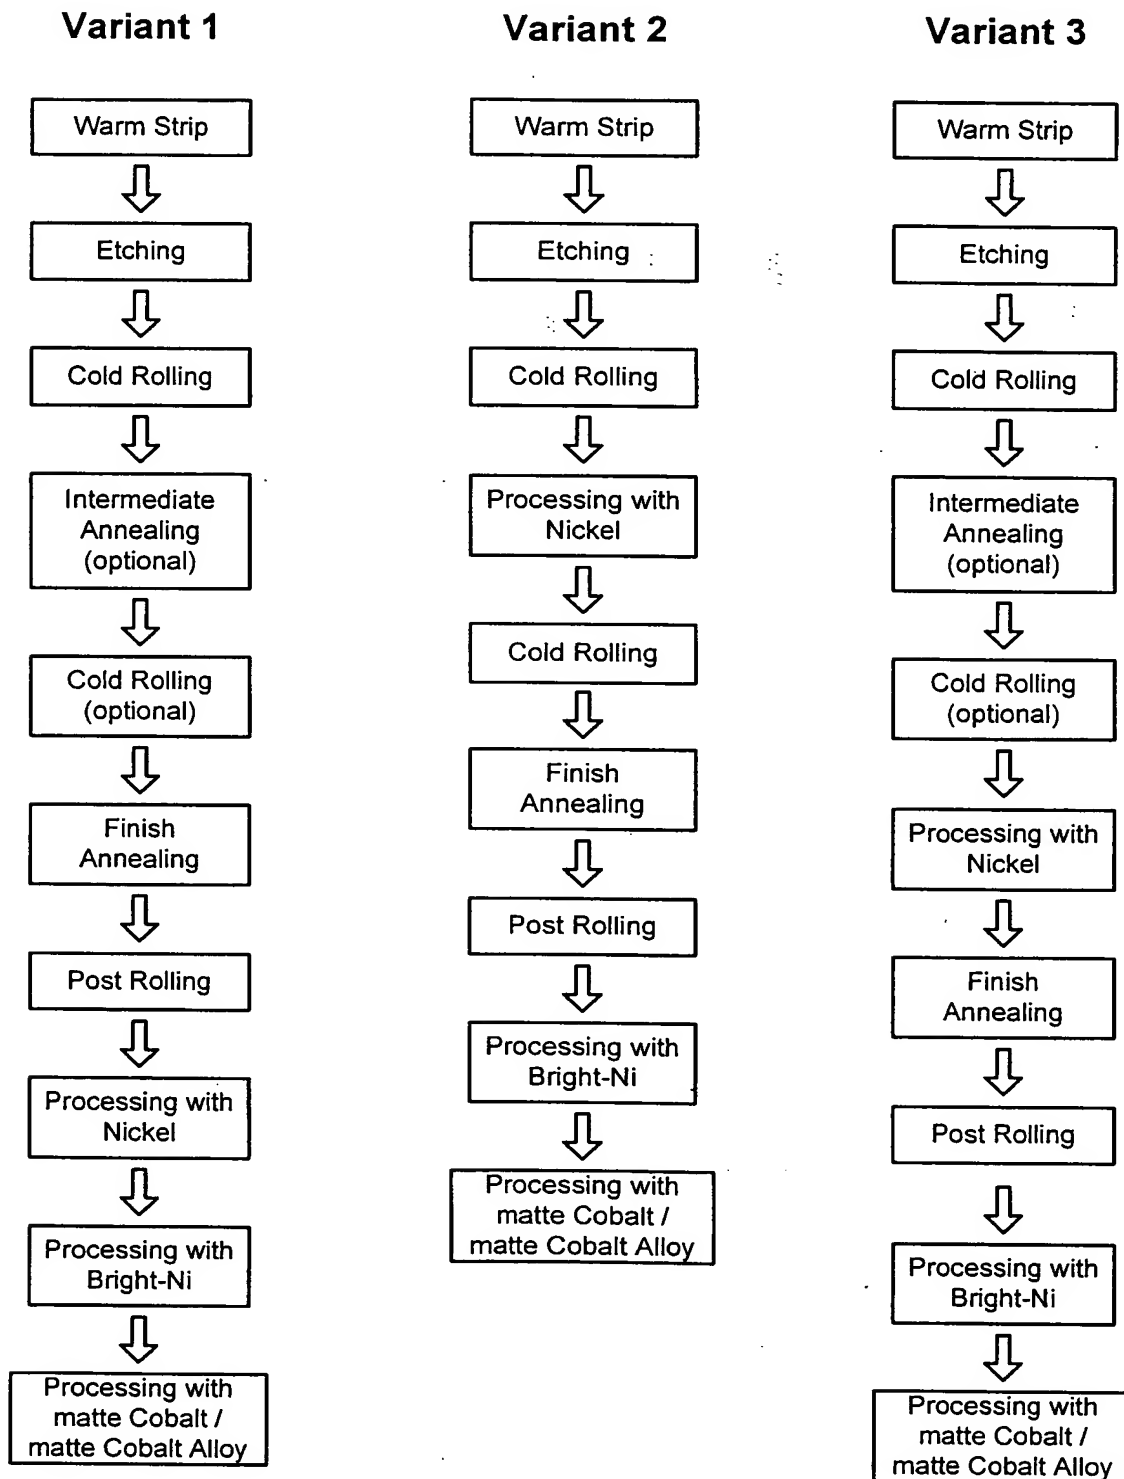 Variant 1
Warm Strip
Etching
Cold Rolling
Intermediate
Annealing
(optional)
Cold Rolling
(optional)
Finish
Annealing
Post Rolling
Processing with
Nickel
Processing with
Bright-Ni
Processing with
matte Cobalt /
matte Cobalt Alloy
Variant 2
Warm Strip
Etching
Cold Rolling
Processing with
Nickel
Cold Rolling
Finish
Annealing
Post Rolling
Processing with
Bright-Ni
Processing with
matte Cobalt /
matte Cobalt Alloy
Variant 3
Warm Strip
Etching
Cold Rolling
Intermediate
Annealing
(optional)
Cold Rolling
(optional)
Processing with
Nickel
Finish
Annealing
Post Rolling
Processing with
Bright-Ni
Processing with
matte Cobalt /
matte Cobalt Alloy